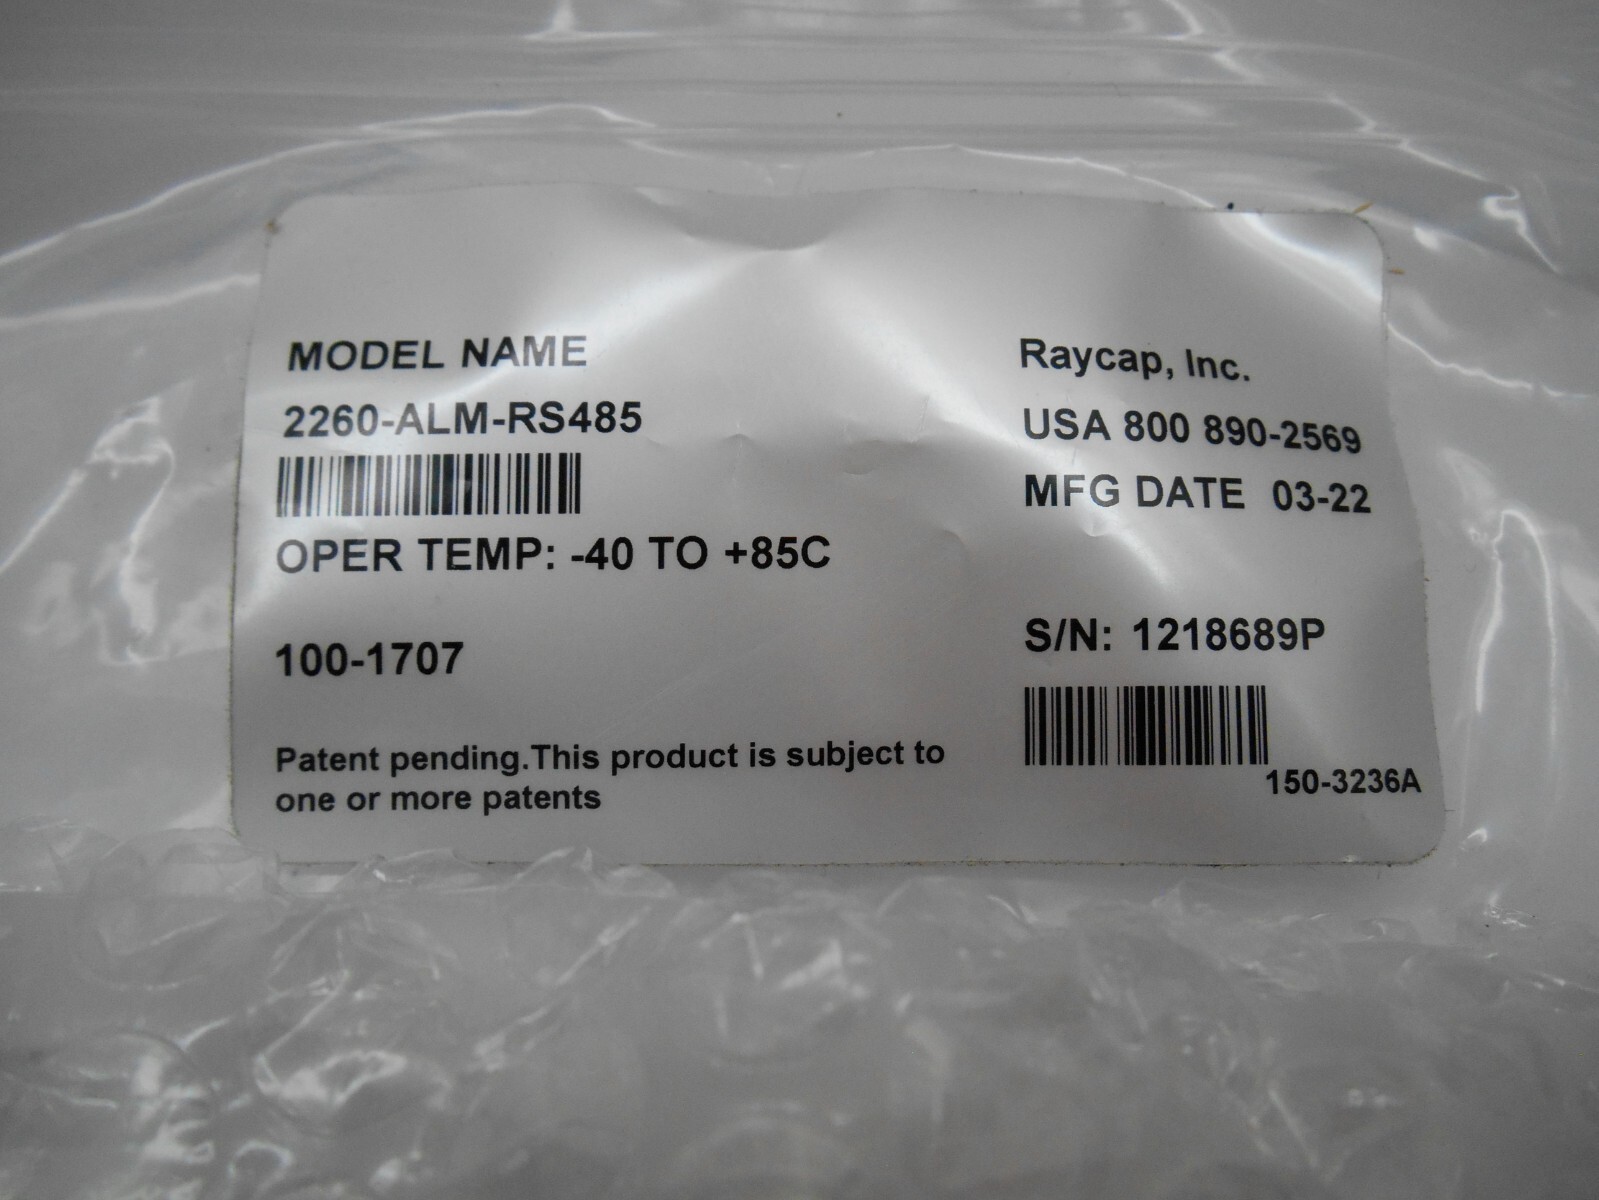 MODEL NAME
2260-ALM-RS485
OPER TEMP: -40 TO +85C
100-1707
Patent pending.This product is subject to
one or more patents
Raycap, Inc.
USA 800 890-2569
MFG DATE 03-22
S/N: 1218689P
150-3236A